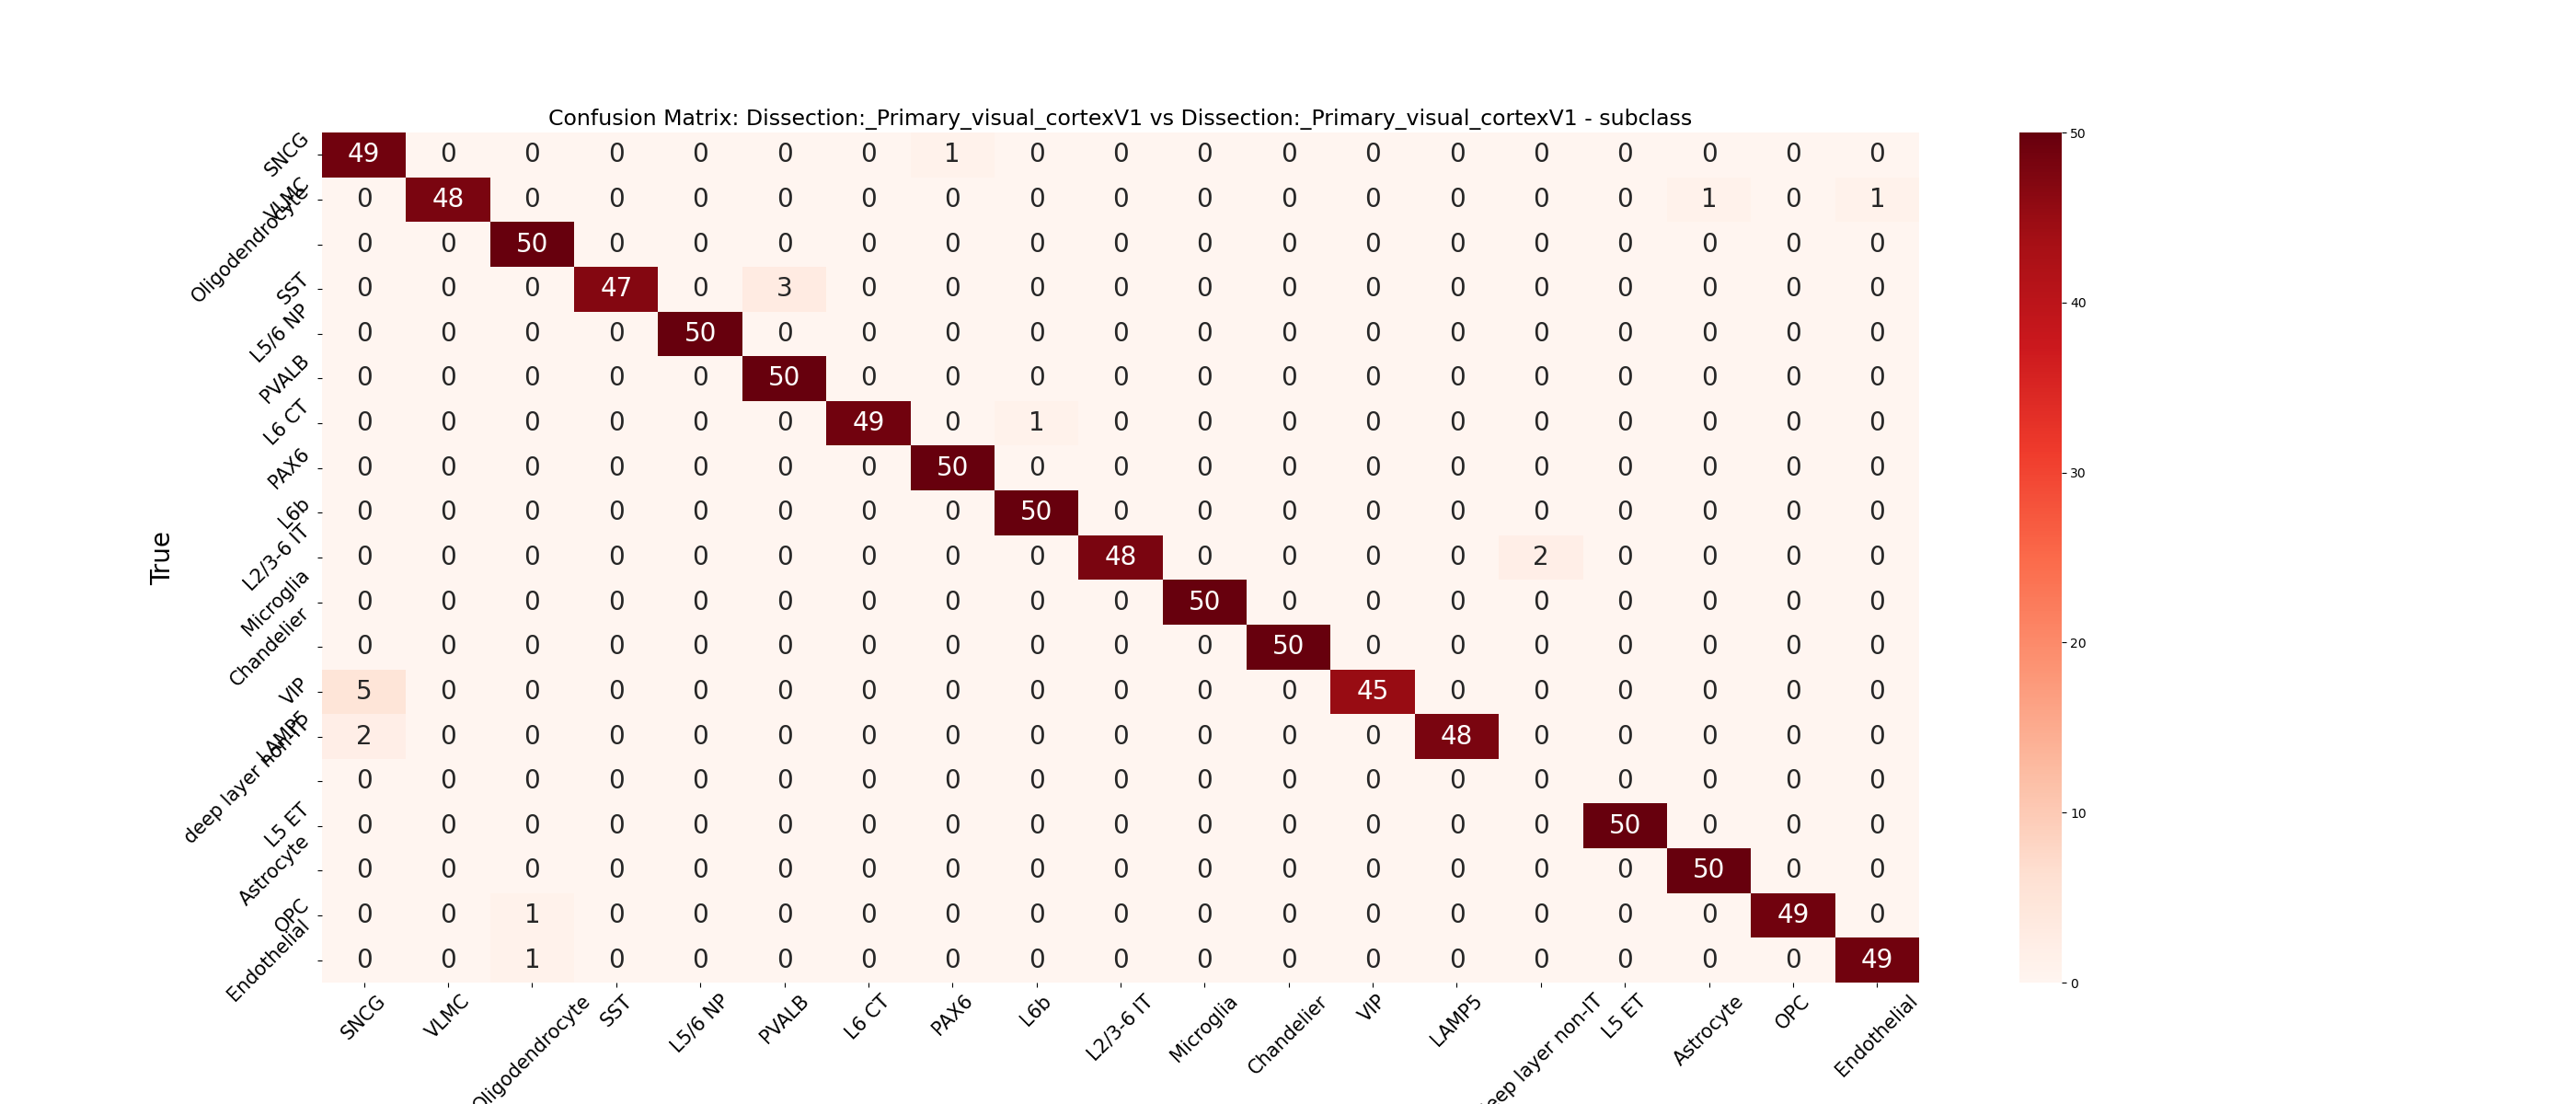 Confusion Matrix: Dissection:_Primary_visual_cortexV1 vs Dissection:_Primary_visual_cortexV1 - subclass
True
SNCG 49 0 0 0 0 0 0 1 0 0 0 0 0 0 0 0 0 0 0
VLMC 0 48 0 0 0 0 0 0 0 0 0 0 0 0 0 0 1 0 1
Oligodendrocyte 0 0 50 0 0 0 0 0 0 0 0 0 0 0 0 0 0 0 0
SST 0 0 0 47 0 3 0 0 0 0 0 0 0 0 0 0 0 0 0
L5/6 NP 0 0 0 0 50 0 0 0 0 0 0 0 0 0 0 0 0 0 0
PVALB 0 0 0 0 0 50 0 0 0 0 0 0 0 0 0 0 0 0 0
L6 CT 0 0 0 0 0 0 49 0 1 0 0 0 0 0 0 0 0 0 0
PAX6 0 0 0 0 0 0 0 50 0 0 0 0 0 0 0 0 0 0 0
L6b 0 0 0 0 0 0 0 0 50 0 0 0 0 0 0 0 0 0 0
L2/3-6 IT 0 0 0 0 0 0 0 0 0 48 0 0 0 0 2 0 0 0 0
Microglia 0 0 0 0 0 0 0 0 0 0 50 0 0 0 0 0 0 0 0
Chandelier 0 0 0 0 0 0 0 0 0 0 0 50 0 0 0 0 0 0 0
VIP 5 0 0 0 0 0 0 0 0 0 0 0 45 0 0 0 0 0 0
LAMP5 2 0 0 0 0 0 0 0 0 0 0 0 0 48 0 0 0 0 0
deep layer non-IT 0 0 0 0 0 0 0 0 0 0 0 0 0 0 0 0 0 0 0
L5 ET 0 0 0 0 0 0 0 0 0 0 0 0 0 0 0 50 0 0 0
Astrocyte 0 0 0 0 0 0 0 0 0 0 0 0 0 0 0 0 50 0 0
OPC 0 0 1 0 0 0 0 0 0 0 0 0 0 0 0 0 0 49 0
Endothelial 0 0 1 0 0 0 0 0 0 0 0 0 0 0 0 0 0 0 49
SNCG VLMC Oligodendrocyte SST L5/6 NP PVALB L6 CT PAX6 L6b L2/3-6 IT Microglia Chandelier VIP LAMP5 layer non-IT L5 ET Astrocyte OPC Endothelial
50
40
30
20
10
0